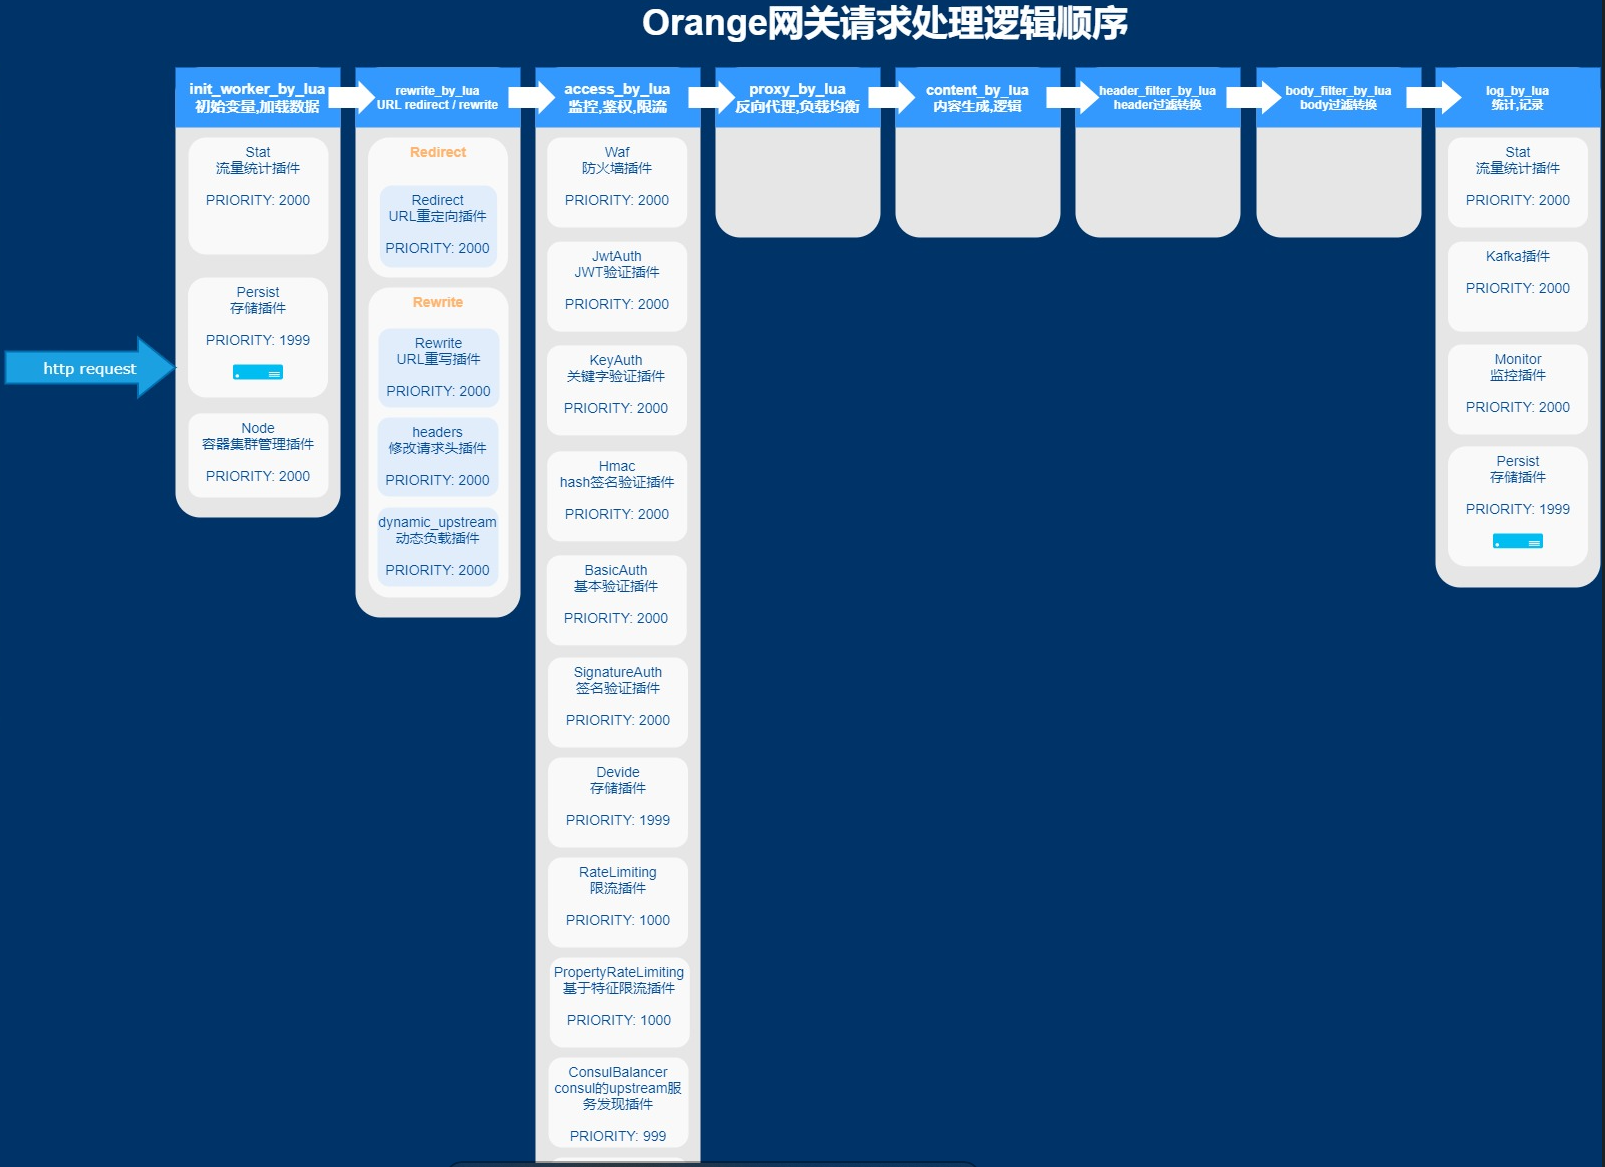 Orange网关请求处理逻辑顺序
http request
init_worker_by_lua
初始变量,加载数据
Stat
流量统计插件
PRIORITY: 2000
Persist
存储插件
PRIORITY: 1999
Node
容器集群管理插件
PRIORITY: 2000
rewrite_by_lua
URL redirect / rewrite
Redirect
Redirect
URL重定向插件
PRIORITY: 2000
Rewrite
Rewrite
URL重写插件
PRIORITY: 2000
headers
修改请求头插件
PRIORITY: 2000
dynamic_upstream
动态负载插件
PRIORITY: 2000
access_by_lua
监控,鉴权,限流
Waf
防火墙插件
PRIORITY: 2000
JwtAuth
JWT验证插件
PRIORITY: 2000
KeyAuth
关键字验证插件
PRIORITY: 2000
Hmac
hash签名验证插件
PRIORITY: 2000
BasicAuth
基本验证插件
PRIORITY: 2000
SignatureAuth
签名验证插件
PRIORITY: 2000
Devide
存储插件
PRIORITY: 1999
RateLimiting
限流插件
PRIORITY: 1000
PropertyRateLimiting
基于特征限流插件
PRIORITY: 1000
ConsulBalancer
consul的upstream服
务发现插件
PRIORITY: 999
proxy_by_lua
反向代理,负载均衡
content_by_lua
内容生成,逻辑
header_filter_by_lua
header过滤转换
body_filter_by_lua
body过滤转换
log_by_lua
统计,记录
Stat
流量统计插件
PRIORITY: 2000
Kafka插件
PRIORITY: 2000
Monitor
监控插件
PRIORITY: 2000
Persist
存储插件
PRIORITY: 1999